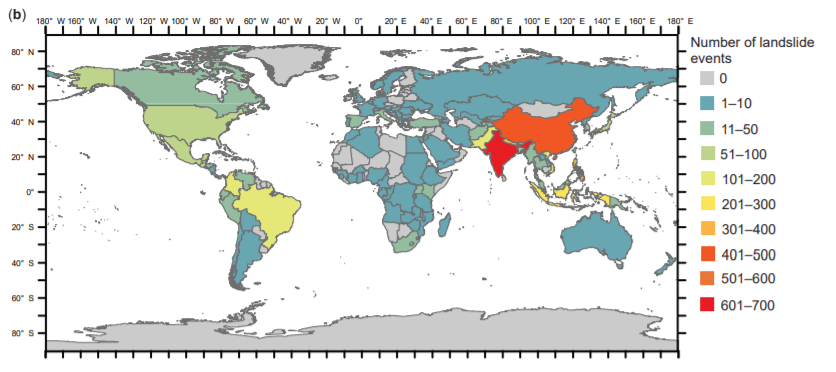 (b)
180° W 160° W 140° W 120° W 100° W 80° W 60° W 40° W 20° W 0° 20° E 40° E 60° E 80° E 100° E 120° E 140° E 160° E 180° E
80° N
60° N
40° N
20° N
0°
20° S
40° S
60° S
80° S
Number of landslide
events
0
1–10
11–50
51–100
101–200
201–300
301–400
401–500
501–600
601–700